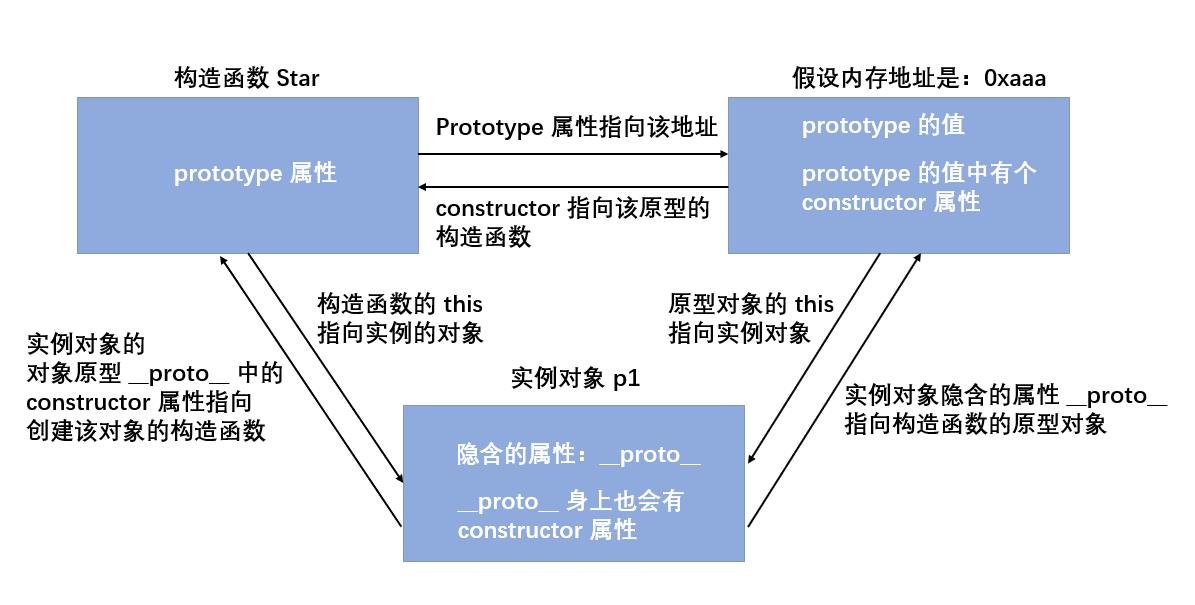 构造函数 Star
假设内存地址是：0xaaa
prototype 属性
Prototype 属性指向该地址
constructor 指向该原型的
构造函数
prototype 的值
prototype 的值中有个
constructor 属性
构造函数的 this
指向实例的对象
原型对象的 this
指向实例对象
实例对象的
对象原型 __proto__ 中的
constructor 属性指向
创建该对象的构造函数
实例对象 p1
实例对象隐含的属性 __proto__
指向构造函数的原型对象
隐含的属性：__proto__
__proto__ 身上也会有
constructor 属性